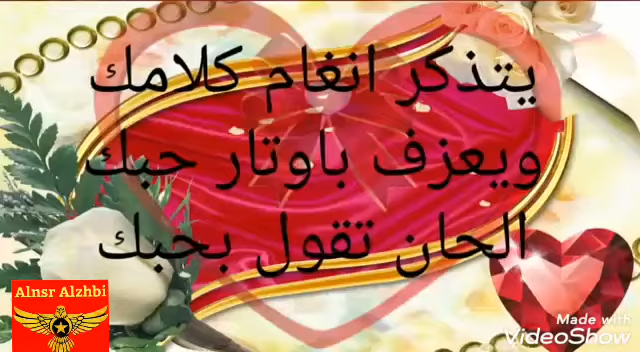 يتذكر انغام كلامك
ويعزف باوتار حبك
الحان تقول بحبك
Alnsr Alzhbi
Made with
VideoShow